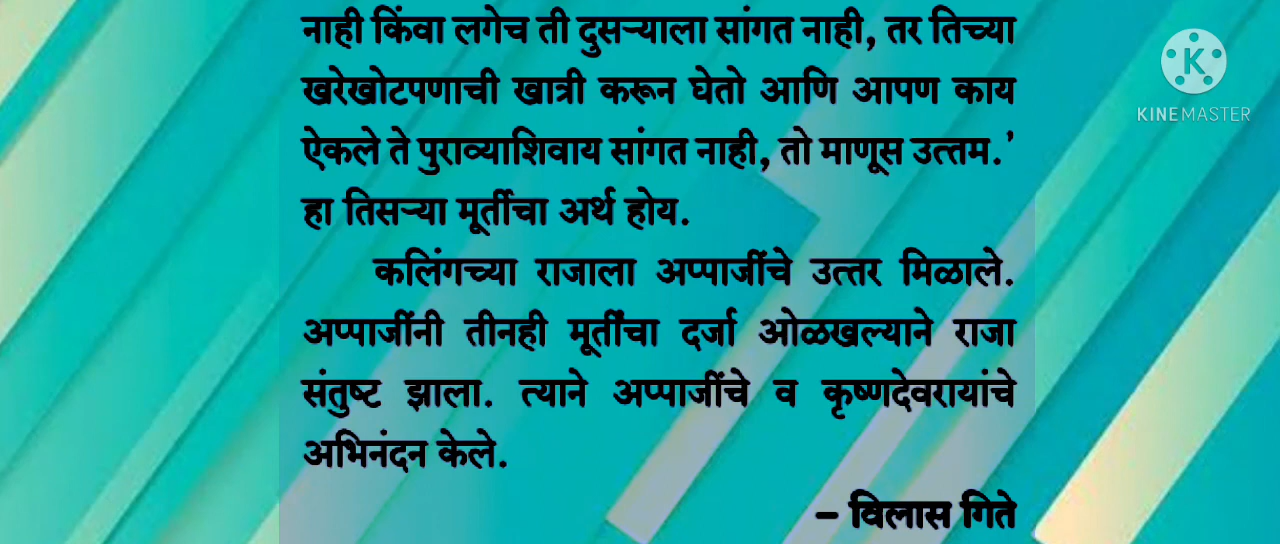 नाही किंवा लगेच ती दुसऱ्याला सांगत नाही, तर तिच्या
खरेखोटपणाची खात्री करून घेतो आणि आपण काय
ऐकले ते पुराव्याशिवाय सांगत नाही, तो माणूस उत्तम.'
हा तिसऱ्या मूर्तीचा अर्थ होय.
कलिंगच्या राजाला अप्पाजींचे उत्तर मिळाले.
अप्पाजींनी तीनही मूर्तींचा दर्जा ओळखल्याने राजा
संतुष्ट झाला. त्याने अप्पाजींचे व कृष्णदेवरायांचे
अभिनंदन केले.
– विलास गिते
K
KINEMASTER